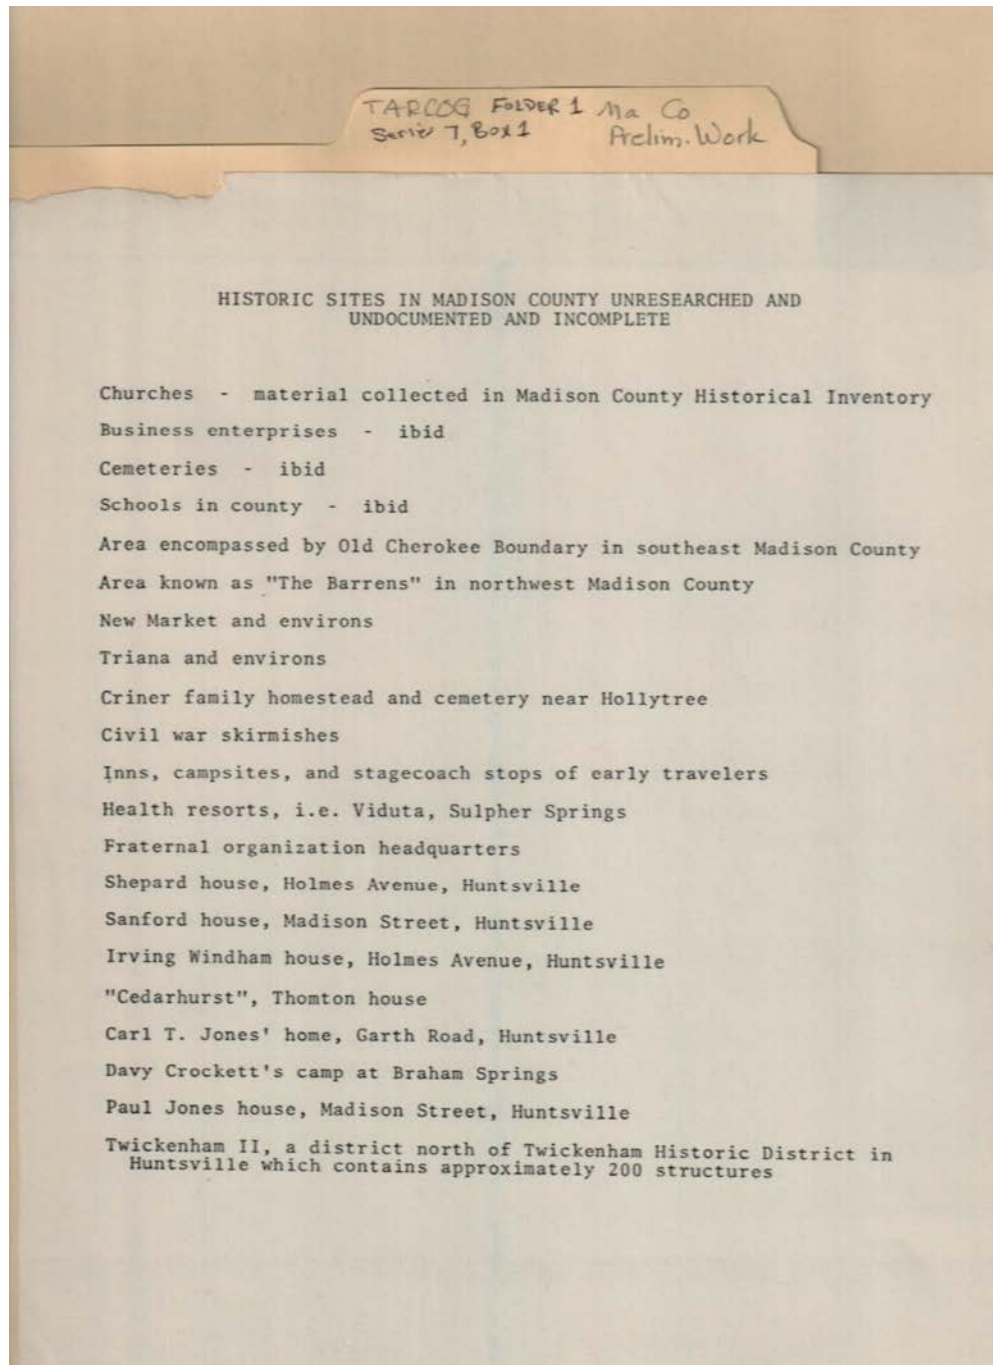 TARCOG FOLDER 1 Ma Co
Series 7, Box 1 Prelim. Work
HISTORIC SITES IN MADISON COUNTY UNRESEARCHED AND
UNDOCUMENTED AND INCOMPLETE
Churches - material collected in Madison County Historical Inventory
Business enterprises - ibid
Cemeteries - ibid
Schools in county - ibid
Area encompassed by Old Cherokee Boundary in southeast Madison County
Area known as "The Barrens" in northwest Madison County
New Market and environs
Triana and environs
Criner family homestead and cemetery near Hollytree
Civil war skirmishes
Inns, campsites, and stagecoach stops of early travelers
Health resorts, i.e. Viduta, Sulpher Springs
Fraternal organization headquarters
Shepard house, Holmes Avenue, Huntsville
Sanford house, Madison Street, Huntsville
Irving Windham house, Holmes Avenue, Huntsville
"Cedarhurst", Thomton house
Carl T. Jones' home, Garth Road, Huntsville
Davy Crockett's camp at Braham Springs
Paul Jones house, Madison Street, Huntsville
Twickenham II, a district north of Twickenham Historic District in
Huntsville which contains approximately 200 structures